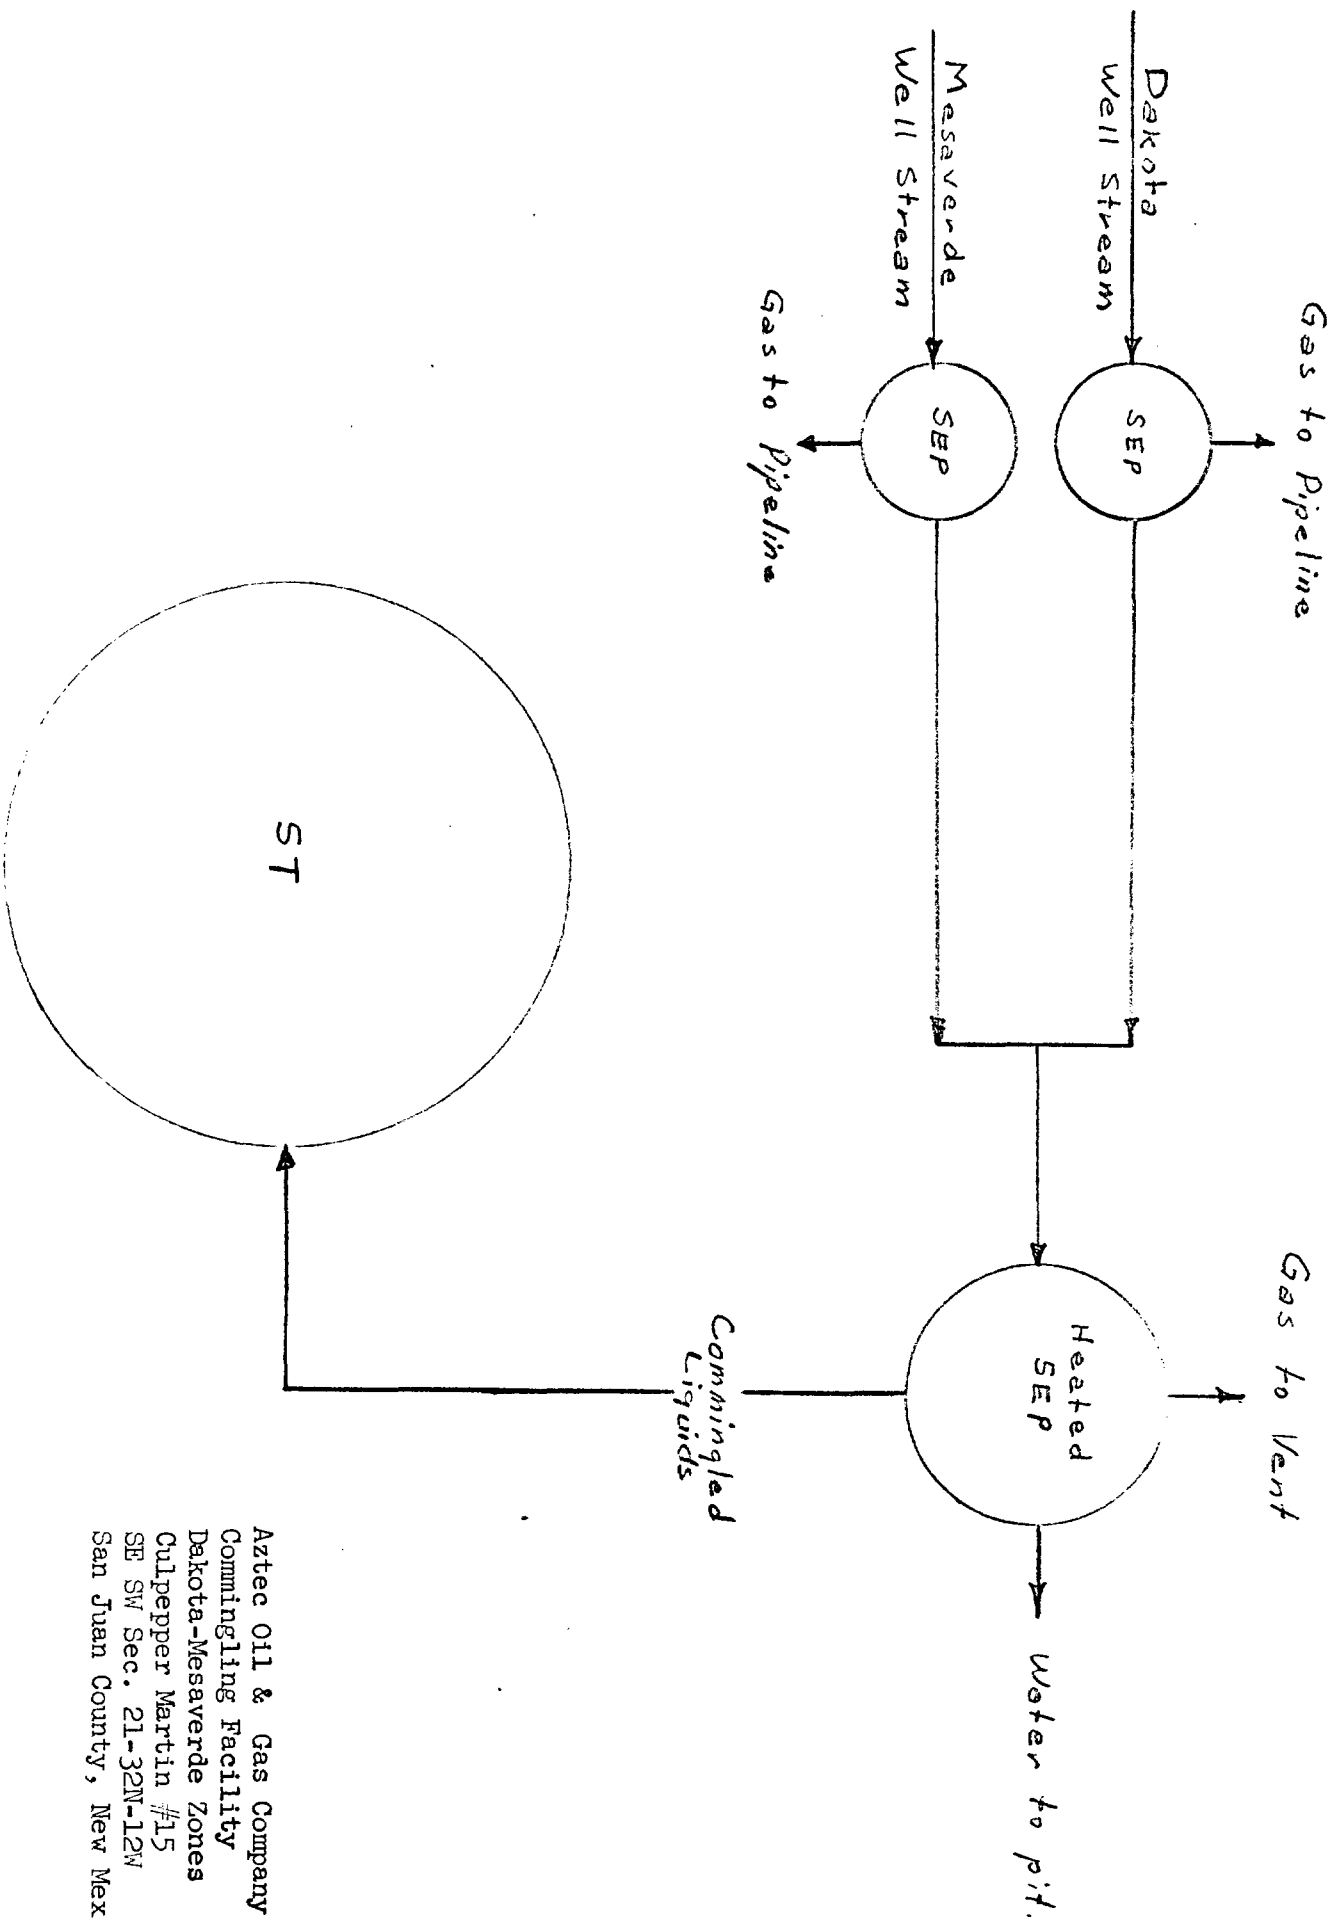 Gas to Pipeline
Dakota
Well Stream
SEP
Mesaverde
Well Stream
SEP
Gas to Pipeline
Gas to Vent
Heated
SEP
Water to pit.
Commingled
Liquids
ST
Aztec Oil & Gas Company
Commingling Facility
Dakota-Mesaverde Zones
Culpepper Martin #15
SE SW Sec. 21-32N-12W
San Juan County, New Mex